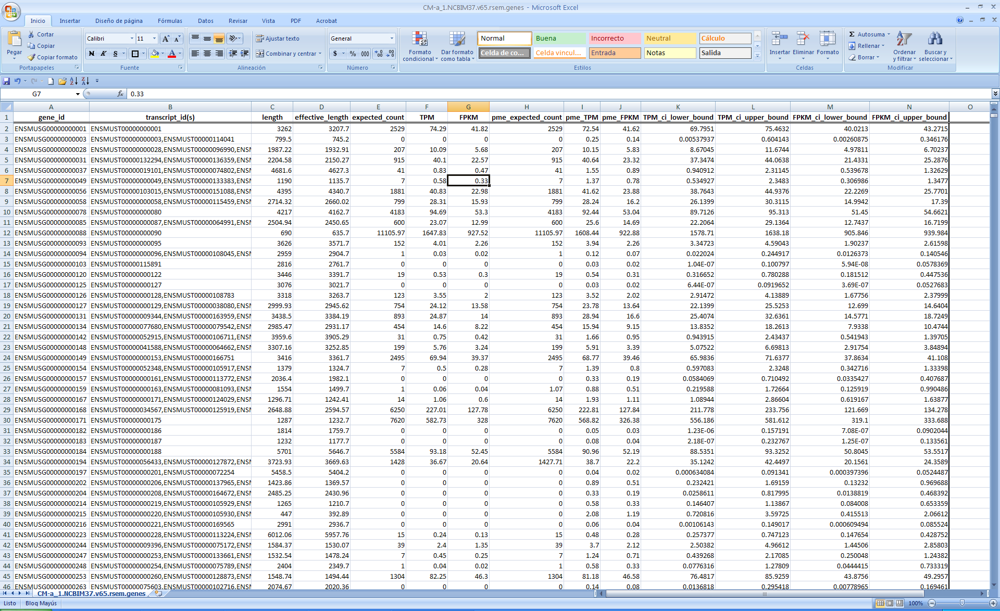 CM-a_1.NCBIM37.v65.rsem.genes - Microsoft Excel
Inicio Insertar Diseño de página Fórmulas Datos Revisar Vista PDF Acrobat
Pegar
Cortar
Copiar
Copiar formato
Portapapeles
Calibri 11
N K S
Fuente
Ajustar texto
Combinar y centrar
Alineación
General
$ % 000
Número
Formato condicional
Dar formato como tabla
Normal Buena Incorrecto Neutral Cálculo
Celda de co... Celda vincul... Entrada Notas Salida
Estilos
Insertar Eliminar Formato
Celdas
Autosuma
Rellenar
Borrar
Ordenar y filtrar
Buscar y seleccionar
Modificar
G7 fx 0.33
A B C D E F G H I J K L M N O
1 gene_id transcript_id(s) length effective_length expected_count TPM FPKM pme_expected_count pme_TPM pme_FPKM TPM_ci_lower_bound TPM_ci_upper_bound FPKM_ci_lower_bound FPKM_ci_upper_bound
2 ENSMUSG00000000001 ENSMUST00000000001 3262 3207.7 2529 74.29 41.82 2529 72.54 41.62 69.7951 75.4632 40.0213 43.2715
3 ENSMUSG00000000003 ENSMUST00000000003,ENSMUST00000114041 799.5 745.2 0 0 0 0 0.25 0.14 0.00537937 0.604143 0.00260875 0.346176
4 ENSMUSG00000000028 ENSMUST00000000028,ENSMUST00000096990,ENSM 1987.22 1932.91 207 10.09 5.68 207 10.15 5.83 8.67045 11.6744 4.97811 6.70237
5 ENSMUSG00000000031 ENSMUST00000132294,ENSMUST00000136359,ENSM 2204.58 2150.27 915 40.1 22.57 915 40.64 23.32 37.3474 44.0638 21.4331 25.2876
6 ENSMUSG00000000037 ENSMUST00000019101,ENSMUST00000074802,ENSM 4681.6 4627.3 41 0.83 0.47 41 1.55 0.89 0.940912 2.31145 0.539678 1.32629
7 ENSMUSG00000000049 ENSMUST00000000049,ENSMUST00000133383,ENSM 1190 1135.7 7 0.58 0.33 7 1.37 0.78 0.534927 2.3483 0.306986 1.3477
8 ENSMUSG00000000056 ENSMUST00000103015,ENSMUST00000151088,ENSM 4395 4340.7 1881 40.83 22.98 1881 41.62 23.88 38.7643 44.9376 22.2269 25.7701
9 ENSMUSG00000000058 ENSMUST00000000058,ENSMUST00000115459,ENSM 2714.32 2660.02 799 28.31 15.93 799 28.24 16.2 26.1399 30.3115 14.9942 17.39
10 ENSMUSG00000000078 ENSMUST00000000080 4217 4162.7 4183 94.69 53.3 4183 92.44 53.04 89.7126 95.313 51.45 54.6621
11 ENSMUSG00000000085 ENSMUST00000000087,ENSMUST00000064991,ENSM 2504.94 2450.65 600 23.07 12.99 600 25.6 14.69 22.2064 29.1364 12.7437 16.7199
12 ENSMUSG00000000088 ENSMUST00000000090 690 635.7 11105.97 1647.83 927.52 11105.97 1608.44 922.88 1578.71 1638.18 905.846 939.984
13 ENSMUSG00000000093 ENSMUST00000000095 3626 3571.7 152 4.01 2.26 152 3.94 2.26 3.34723 4.59043 1.90237 2.61598
14 ENSMUSG00000000094 ENSMUST00000000096,ENSMUST00000108045,ENSM 2959 2904.7 1 0.03 0.02 1 0.12 0.07 0.022024 0.244917 0.0126373 0.140546
15 ENSMUSG00000000103 ENSMUST00000115891 2816 2761.7 0 0 0 0 0.03 0.02 1.04E-07 0.100797 5.94E-08 0.0578369
16 ENSMUSG00000000120 ENSMUST00000000122 3446 3391.7 19 0.53 0.3 19 0.54 0.31 0.316652 0.780288 0.181512 0.447536
17 ENSMUSG00000000125 ENSMUST00000000127 3076 3021.7 0 0 0 0 0.03 0.02 6.44E-07 0.0919652 3.69E-07 0.0527683
18 ENSMUSG00000000126 ENSMUST00000000128,ENSMUST00000108783 3318 3263.7 123 3.55 2 123 3.52 2.02 2.91472 4.13889 1.67756 2.37999
19 ENSMUSG00000000127 ENSMUST00000000129,ENSMUST00000038080,ENSM 2999.93 2945.62 754 24.12 13.58 754 23.78 13.64 22.1399 25.5253 12.699 14.6404
20 ENSMUSG00000000131 ENSMUST00000009344,ENSMUST00000163959,ENSM 3438.5 3384.19 893 24.87 14 893 28.94 16.6 25.4074 32.6361 14.5771 18.7249
21 ENSMUSG00000000134 ENSMUST00000077680,ENSMUST00000079542,ENSM 2985.47 2931.17 454 14.6 8.22 454 15.94 9.15 13.8352 18.2613 7.9338 10.4744
22 ENSMUSG00000000142 ENSMUST00000052915,ENSMUST00000106711,ENSM 3959.6 3905.29 31 0.75 0.42 31 1.66 0.95 0.943915 2.43437 0.541943 1.39705
23 ENSMUSG00000000148 ENSMUST00000041588,ENSMUST00000064662,ENSM 3307.16 3252.85 199 5.76 3.24 199 5.91 3.39 5.07522 6.69813 2.91754 3.84894
24 ENSMUSG00000000149 ENSMUST00000000153,ENSMUST00000166751 3416 3361.7 2495 69.94 39.37 2495 68.77 39.46 65.9836 71.6377 37.8634 41.108
25 ENSMUSG00000000154 ENSMUST00000052348,ENSMUST00000105917,ENSM 1379 1324.7 7 0.5 0.28 7 1.39 0.8 0.597083 2.3248 0.342716 1.33398
26 ENSMUSG00000000157 ENSMUST00000000161,ENSMUST00000113772,ENSM 2036.4 1982.1 0 0 0 0 0.33 0.19 0.0584069 0.710492 0.0335427 0.407687
27 ENSMUSG00000000159 ENSMUST00000000163,ENSMUST00000081093,ENSM 1554 1499.7 1 0.06 0.04 1.07 0.88 0.51 0.219588 1.72664 0.125919 0.990486
28 ENSMUSG00000000167 ENSMUST00000000171,ENSMUST00000124029,ENSM 1296.71 1242.41 14 1.06 0.6 14 1.93 1.11 1.08944 2.86604 0.619167 1.63877
29 ENSMUSG00000000168 ENSMUST00000034567,ENSMUST00000125919,ENSM 2648.88 2594.57 6250 227.01 127.78 6250 222.81 127.84 211.778 233.756 121.669 134.278
30 ENSMUSG00000000171 ENSMUST00000000175 1287 1232.7 7620 582.73 328 7620 568.82 326.38 556.186 581.612 319.1 333.688
31 ENSMUSG00000000182 ENSMUST00000000186 1814 1759.7 0 0 0 0 0.05 0.03 1.23E-06 0.157191 7.08E-07 0.0902044
32 ENSMUSG00000000183 ENSMUST00000000187 1232 1177.7 0 0 0 0 0.08 0.04 2.18E-07 0.232767 1.25E-07 0.133561
33 ENSMUSG00000000184 ENSMUST00000000188 5701 5646.7 5584 93.18 52.45 5584 90.96 52.19 88.5351 93.3252 50.8045 53.5517
34 ENSMUSG00000000194 ENSMUST00000056433,ENSMUST00000127872,ENSM 3723.93 3669.63 1428 36.67 20.64 1427.71 38.7 22.2 35.1242 42.4497 20.1561 24.3589
35 ENSMUSG00000000197 ENSMUST00000000201,ENSMUST00000072254 5458.5 5404.2 0 0 0 0 0.04 0.02 0.000634084 0.091341 0.000397396 0.0524487
36 ENSMUSG00000000202 ENSMUST00000000206,ENSMUST00000137965,ENSM 1423.86 1369.57 0 0 0 0 0.89 0.51 0.232421 1.69159 0.13232 0.969688
37 ENSMUSG00000000204 ENSMUST00000000208,ENSMUST00000164672,ENSM 2485.25 2430.96 0 0 0 0 0.33 0.19 0.0258611 0.817995 0.0138819 0.468392
38 ENSMUSG00000000214 ENSMUST00000000219,ENSMUST00000105929,ENSM 1265 1210.7 0 0 0 0 0.58 0.33 0.146407 1.13867 0.084008 0.653359
39 ENSMUSG00000000215 ENSMUST00000000220,ENSMUST00000105930,ENSM 447 392.89 0 0 0 0 2.08 1.19 0.720816 3.59725 0.415513 2.06612
40 ENSMUSG00000000216 ENSMUST00000000221,ENSMUST00000169565 2991 2936.7 0 0 0 0 0.06 0.04 0.00106143 0.149017 0.000609494 0.085524
41 ENSMUSG00000000223 ENSMUST00000000228,ENSMUST00000113224,ENSM 6012.06 5957.76 15 0.24 0.13 15 0.48 0.28 0.257377 0.747123 0.147654 0.428752
42 ENSMUSG00000000244 ENSMUST00000009396,ENSMUST00000075172,ENSM 1584.37 1530.07 39 2.4 1.35 39 3.7 2.12 2.50382 4.96612 1.44506 2.85803
43 ENSMUSG00000000247 ENSMUST00000000253,ENSMUST00000133661,ENSM 1532.54 1478.24 7 0.45 0.25 7 1.24 0.71 0.439268 2.17085 0.250048 1.24382
44 ENSMUSG00000000248 ENSMUST00000000254,ENSMUST00000075789,ENSM 2404 2349.7 1 0.04 0.02 1 0.58 0.33 0.0776316 1.27809 0.0444415 0.733319
45 ENSMUSG00000000253 ENSMUST00000000260,ENSMUST00000128873,ENSM 1548.74 1494.44 1304 82.25 46.3 1304 81.18 46.58 76.4817 85.9259 43.8756 49.2957
46 ENSMUSG00000000263 ENSMUST00000075603,ENSMUST00000102716,ENSM 2074.67 2020.36 0 0 0 0 0.14 0.08 0.0136818 0.295418 0.00778965 0.169461
CM-a_1.NCBIM37.v65.rsem.genes
Listo Bloq Mayús 100%